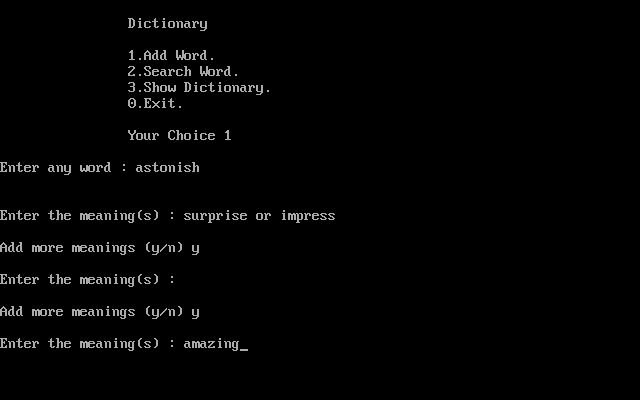 Dictionary
1.Add Word.
2.Search Word.
3.Show Dictionary.
0.Exit.
Your Choice 1
Enter any word : astonish
Enter the meaning(s) : surprise or impress
Add more meanings (y/n) y
Enter the meaning(s) :
Add more meanings (y/n) y
Enter the meaning(s) : amazing_